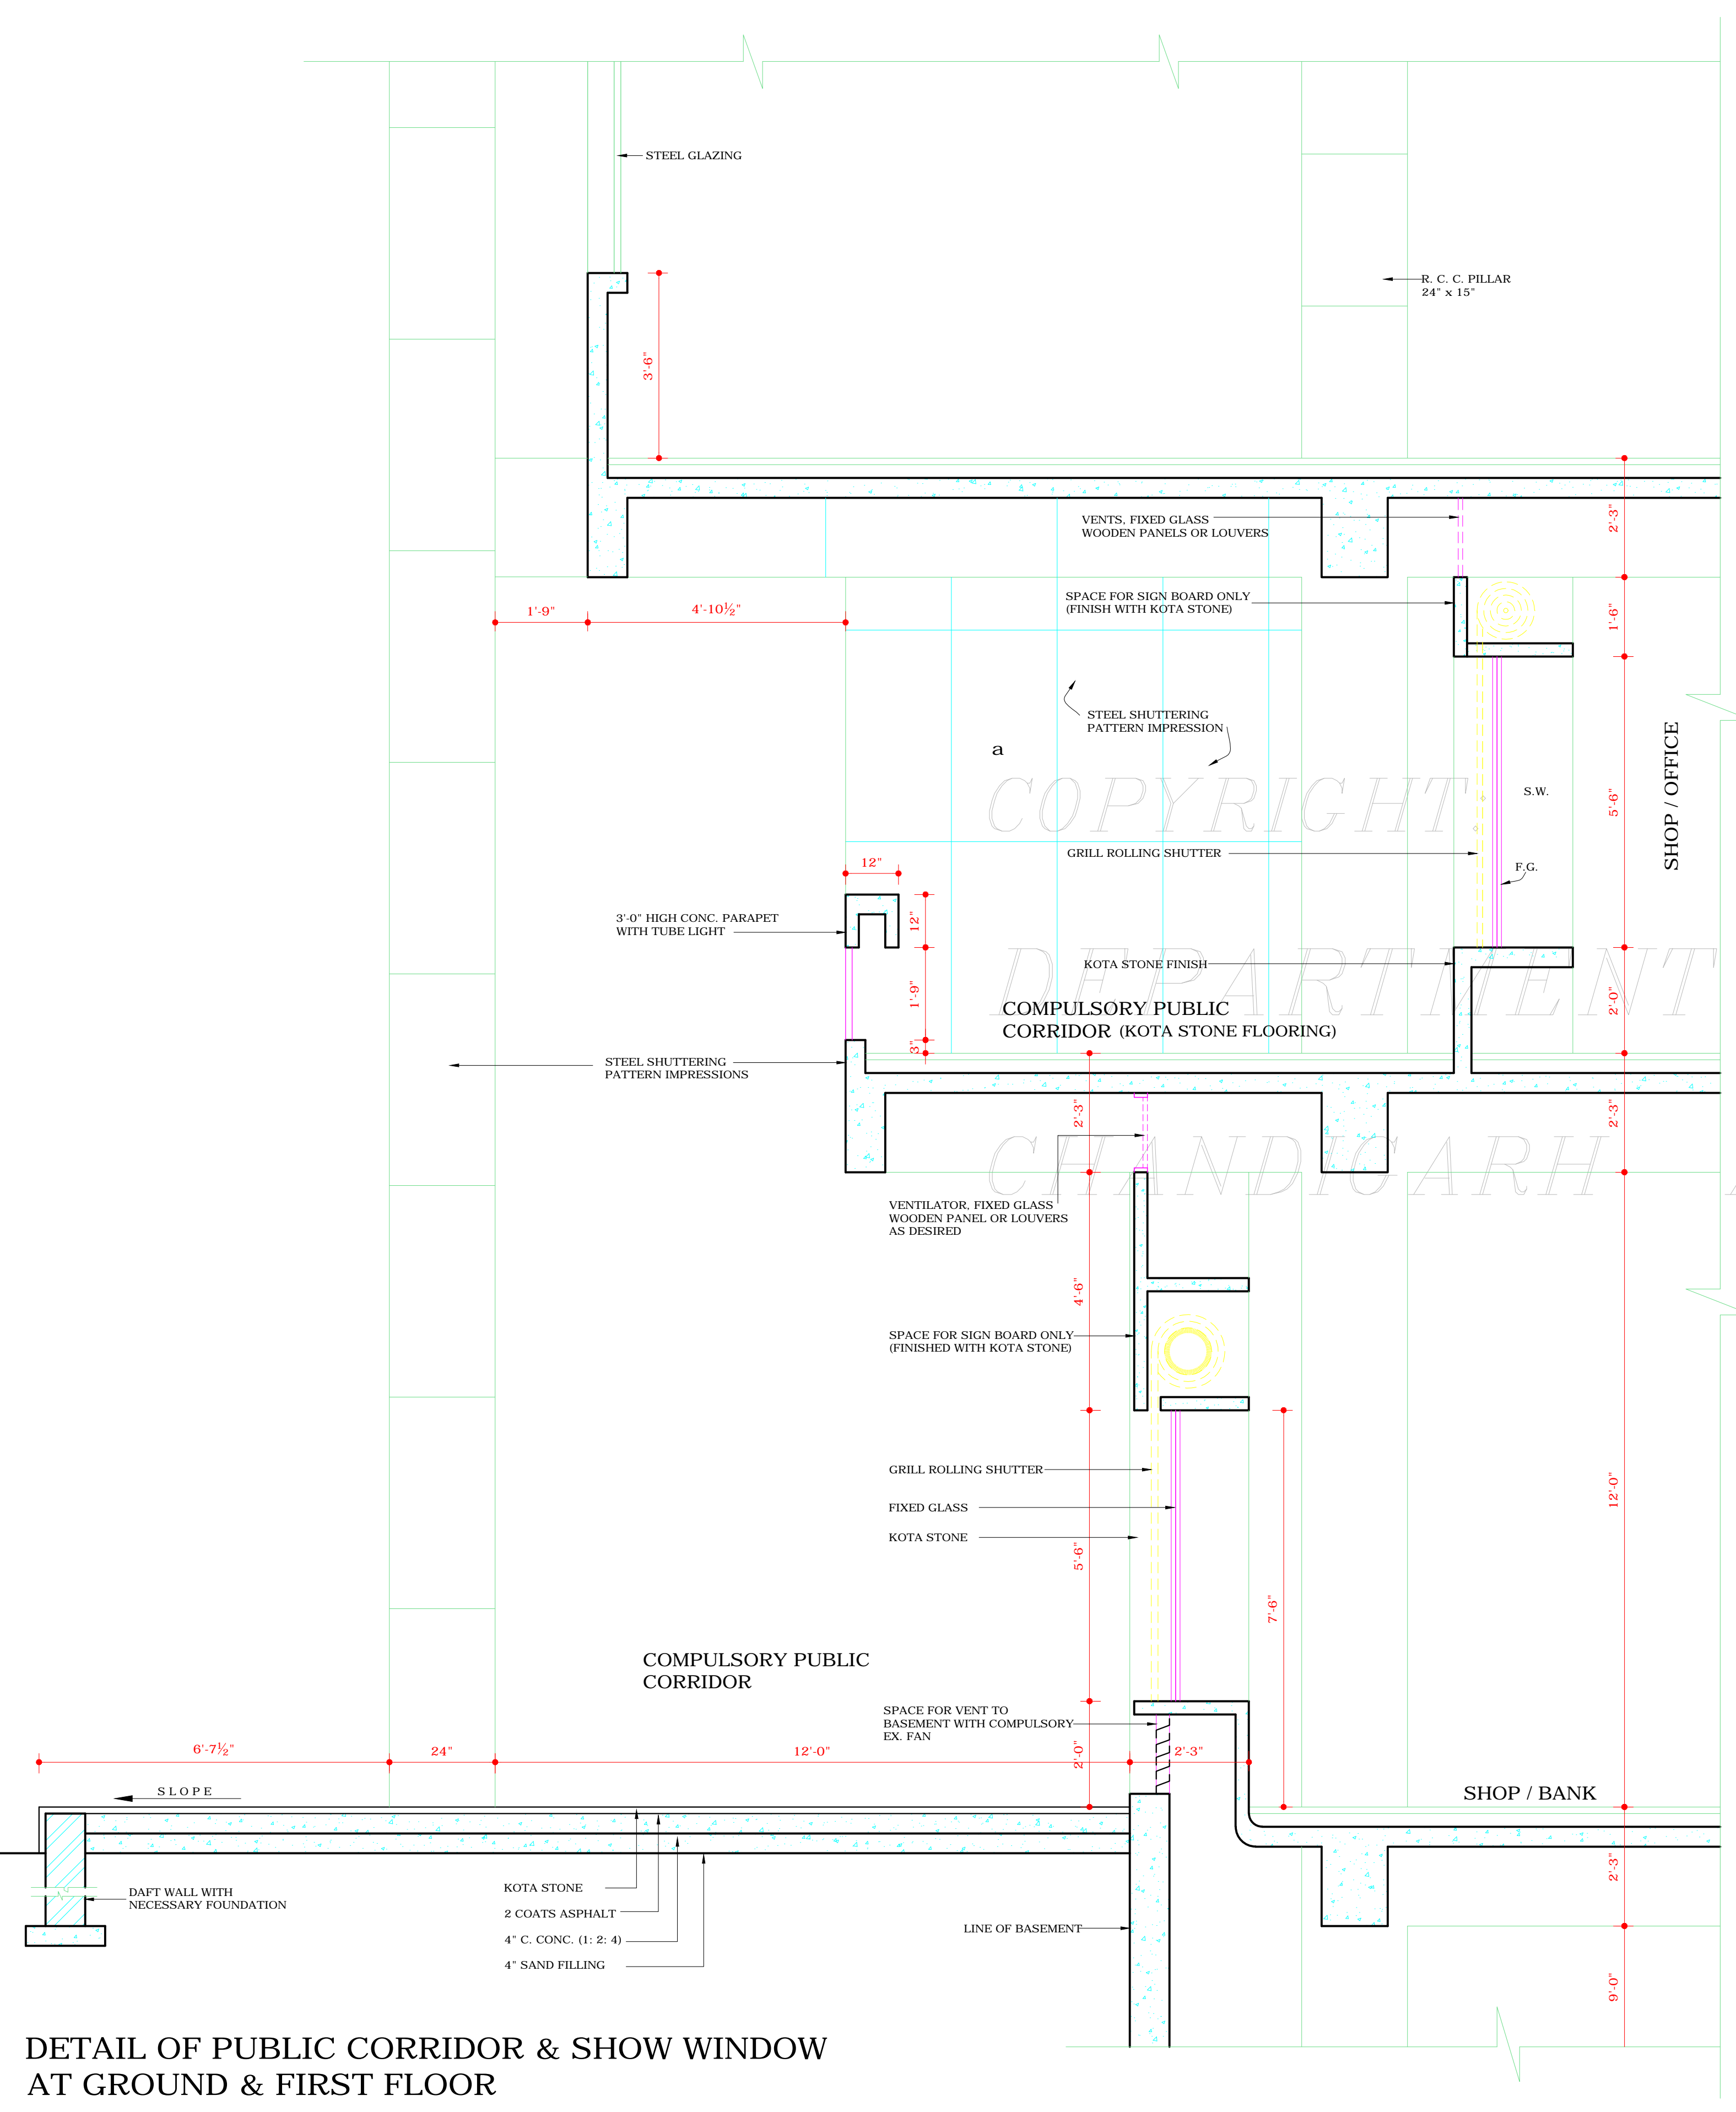 STEEL GLAZING
R. C. C. PILLAR
24" x 15"
3'-6"
VENTS, FIXED GLASS
WOODEN PANELS OR LOUVERS
2'-3"
SPACE FOR SIGN BOARD ONLY
(FINISH WITH KOTA STONE)
1'-6"
1'-9"
4'-10½"
STEEL SHUTTERING
PATTERN IMPRESSION
a
SHOP / OFFICE
S.W.
5'-6"
COPYRIGHT
GRILL ROLLING SHUTTER
F.G.
12"
3'-0" HIGH CONC. PARAPET
WITH TUBE LIGHT
12"
KOTA STONE FINISH
DEPARTMENT
1'-9"
2'-0"
COMPULSORY PUBLIC
CORRIDOR (KOTA STONE FLOORING)
3"
STEEL SHUTTERING
PATTERN IMPRESSIONS
2'-3"
2'-3"
CHANDIGARH
VENTILATOR, FIXED GLASS
WOODEN PANEL OR LOUVERS
AS DESIRED
4'-6"
SPACE FOR SIGN BOARD ONLY
(FINISHED WITH KOTA STONE)
GRILL ROLLING SHUTTER
12'-0"
FIXED GLASS
KOTA STONE
5'-6"
7'-6"
COMPULSORY PUBLIC
CORRIDOR
SPACE FOR VENT TO
BASEMENT WITH COMPULSORY
EX. FAN
6'-7½"
24"
12'-0"
2'-0"
2'-3"
SLOPE
SHOP / BANK
DAFT WALL WITH
NECESSARY FOUNDATION
KOTA STONE
2 COATS ASPHALT
4" C. CONC. (1: 2: 4)
4" SAND FILLING
LINE OF BASEMENT
2'-3"
9'-0"
DETAIL OF PUBLIC CORRIDOR & SHOW WINDOW
AT GROUND & FIRST FLOOR